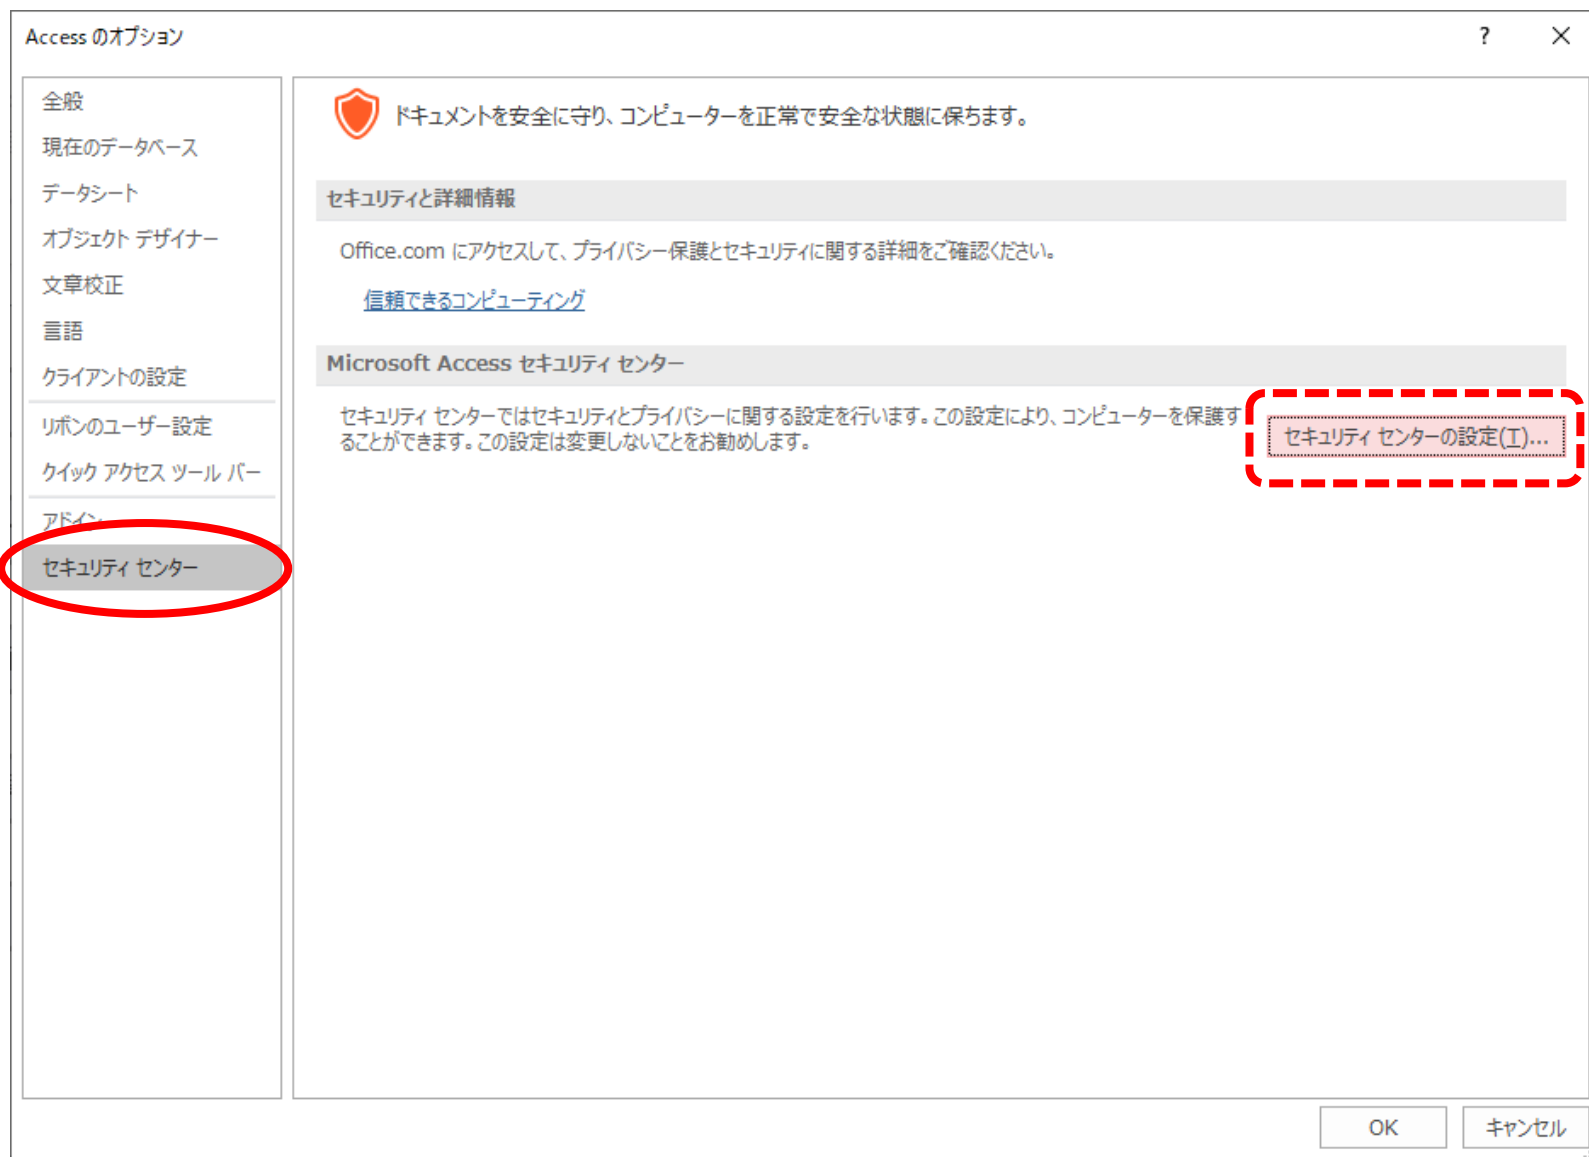 Access のオプション
?
全般
現在のデータベース
データシート
オブジェクト デザイナー
文章校正
言語
クライアントの設定
リボンのユーザー設定
クイック アクセス ツール バー
アドイン
セキュリティ センター
ドキュメントを安全に守り、コンピューターを正常で安全な状態に保ちます。
セキュリティと詳細情報
Office.com にアクセスして、プライバシー保護とセキュリティに関する詳細をご確認ください。
信頼できるコンピューティング
Microsoft Access セキュリティ センター
セキュリティ センターではセキュリティとプライバシーに関する設定を行います。この設定により、コンピューターを保護す
ることができます。この設定は変更しないことをお勧めします。
セキュリティ センターの設定(T)...
OK
キャンセル